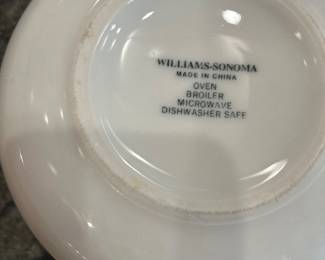 WILLIAMS-SONOMA
MADE IN CHINA
OVEN
BROILER
MICROWAVE
DISHWASHER SAFE